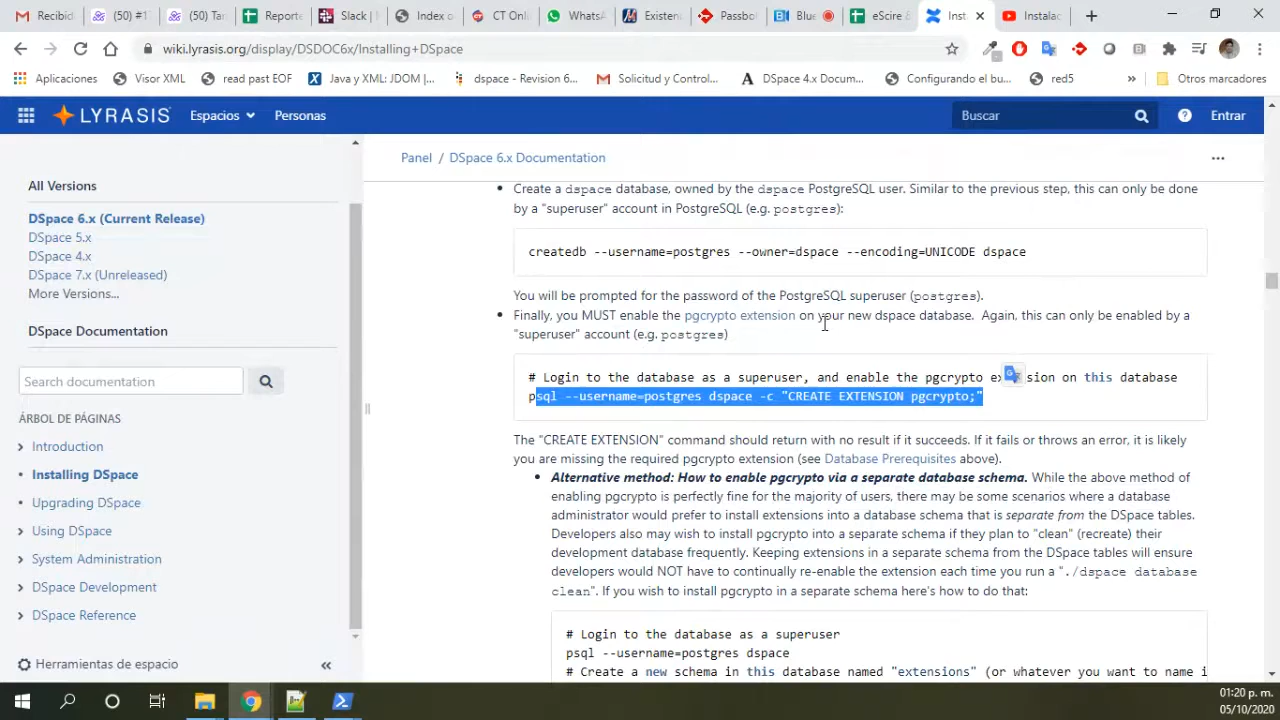 Recibid
(50) #1
(50) Tar
Reporte
Slack |
Index o
CT Onli
WhatsA
Existen
Passbo
Blue
eScire &
Inst
Instalac
wiki.lyrasis.org/display/DSDOC6x/Installing+DSpace
Aplicaciones
Visor XML
read past EOF
Java y XML: JDOM (...
dspace - Revision 6...
Solicitud y Control...
DSpace 4.x Docum...
Configurando el bu...
red5
»
Otros marcadores
LYRASIS
Espacios
Personas
Buscar
Entrar
All Versions
DSpace 6.x (Current Release)
DSpace 5.x
DSpace 4.x
DSpace 7.x (Unreleased)
More Versions...
DSpace Documentation
Search documentation
ÁRBOL DE PÁGINAS
Introduction
Installing DSpace
Upgrading DSpace
Using DSpace
System Administration
DSpace Development
DSpace Reference
Herramientas de espacio
Panel / DSpace 6.x Documentation
Create a dspace database, owned by the dspace PostgreSQL user. Similar to the previous step, this can only be done
by a "superuser" account in PostgreSQL (e.g. postgres):
createdb --username=postgres --owner=dspace --encoding=UNICODE dspace
You will be prompted for the password of the PostgreSQL superuser (postgres).
Finally, you MUST enable the pgcrypto extension on your new dspace database. Again, this can only be enabled by a
"superuser" account (e.g. postgres)
# Login to the database as a superuser, and enable the pgcrypto ex sion on this database
psql --username=postgres dspace -c "CREATE EXTENSION pgcrypto;"
The "CREATE EXTENSION" command should return with no result if it succeeds. If it fails or throws an error, it is likely
you are missing the required pgcrypto extension (see Database Prerequisites above).
Alternative method: How to enable pgcrypto via a separate database schema. While the above method of
enabling pgcrypto is perfectly fine for the majority of users, there may be some scenarios where a database
administrator would prefer to install extensions into a database schema that is separate from the DSpace tables.
Developers also may wish to install pgcrypto into a separate schema if they plan to "clean" (recreate) their
development database frequently. Keeping extensions in a separate schema from the DSpace tables will ensure
developers would NOT have to continually re-enable the extension each time you run a "./dspace database
clean". If you wish to install pgcrypto in a separate schema here's how to do that:
# Login to the database as a superuser
psql --username=postgres dspace
# Create a new schema in this database named "extensions" (or whatever you want to name i
01:20 p. m.
05/10/2020